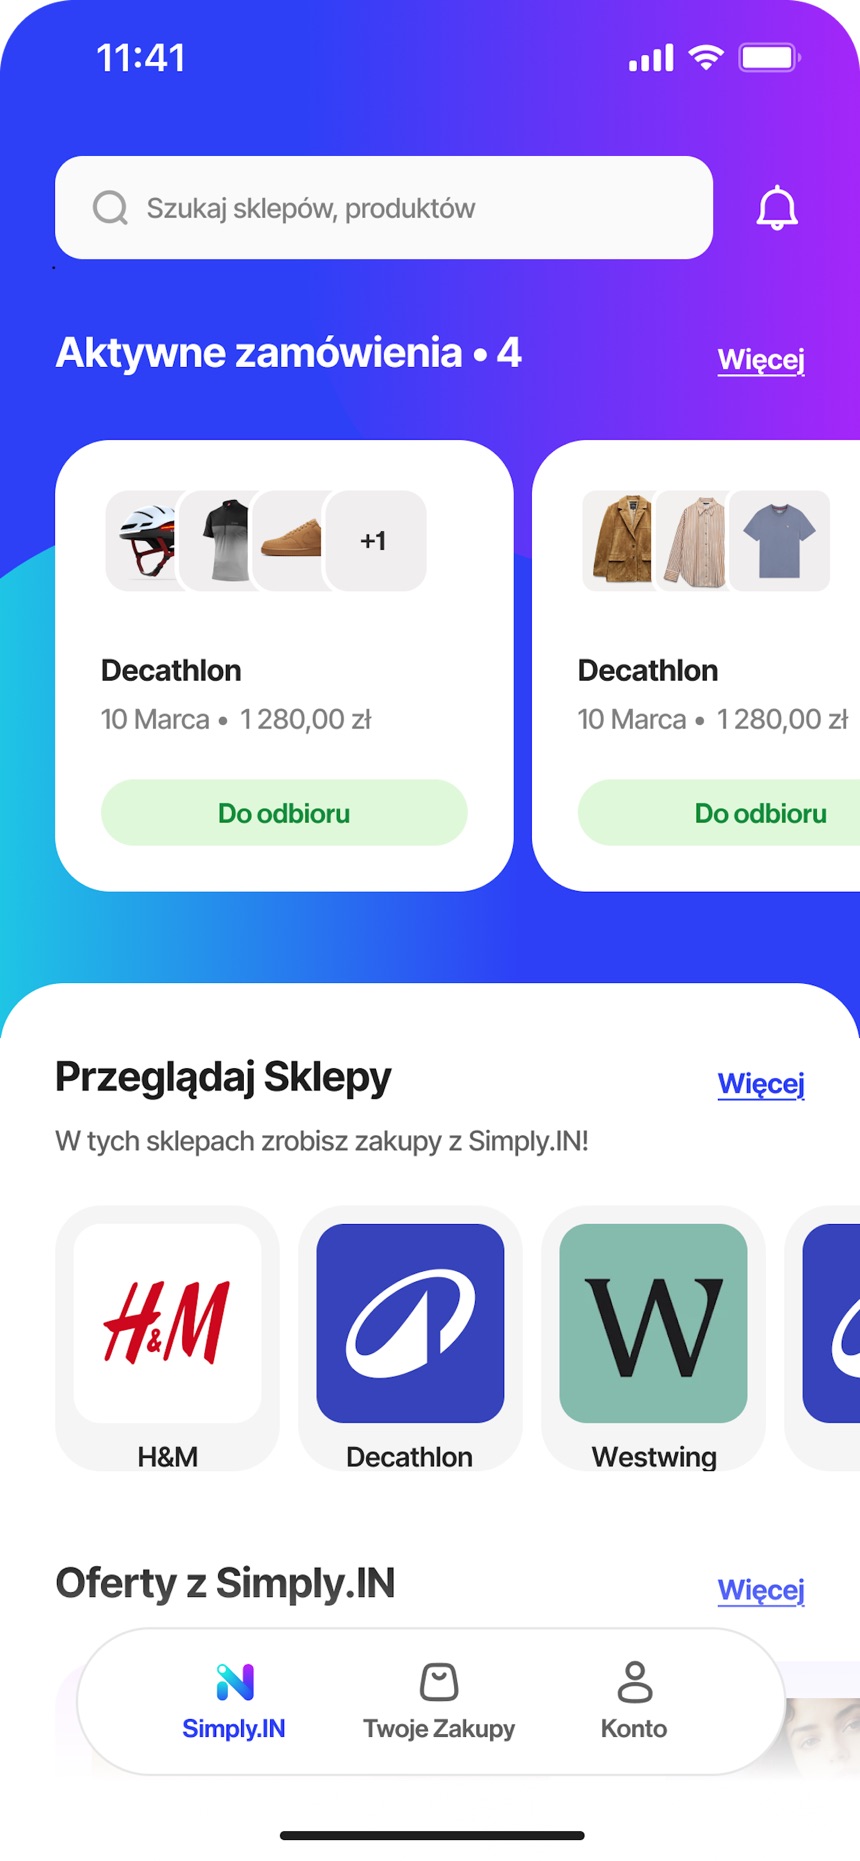 11:41
Szukaj sklepów, produktów
Aktywne zamówienia • 4
Więcej
+1
Decathlon
10 Marca • 1 280,00 zł
Do odbioru
Decathlon
10 Marca • 1 280,00 zł
Do odbioru
Przeglądaj Sklepy
Więcej
W tych sklepach zrobisz zakupy z Simply.IN!
H&M
W
H&M
Decathlon
Westwing
Oferty z Simply.IN
Więcej
Simply.IN
Twoje Zakupy
Konto